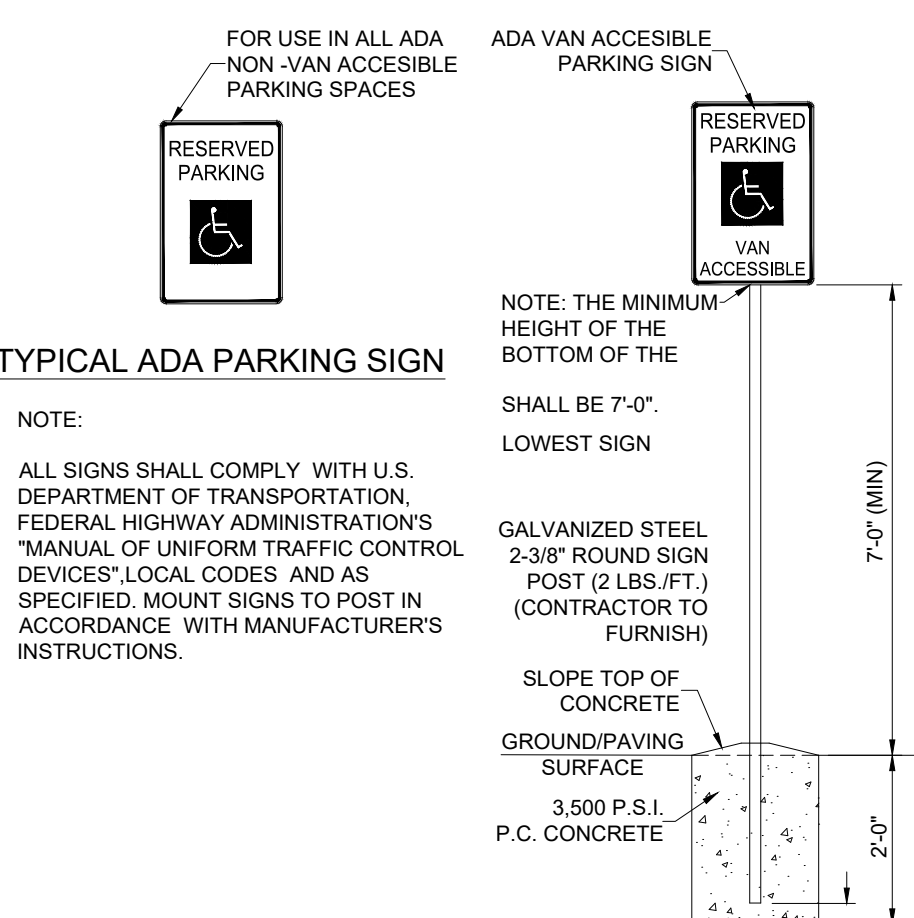 FOR USE IN ALL ADA
NON -VAN ACCESIBLE
PARKING SPACES
RESERVED
PARKING
TYPICAL ADA PARKING SIGN
NOTE:
ALL SIGNS SHALL COMPLY WITH U.S.
DEPARTMENT OF TRANSPORTATION,
FEDERAL HIGHWAY ADMINISTRATION'S
"MANUAL OF UNIFORM TRAFFIC CONTROL
DEVICES",LOCAL CODES AND AS
SPECIFIED. MOUNT SIGNS TO POST IN
ACCORDANCE WITH MANUFACTURER'S
INSTRUCTIONS.
ADA VAN ACCESIBLE
PARKING SIGN
RESERVED
PARKING
VAN
ACCESSIBLE
NOTE: THE MINIMUM
HEIGHT OF THE
BOTTOM OF THE
SHALL BE 7'-0".
LOWEST SIGN
GALVANIZED STEEL
2-3/8" ROUND SIGN
POST (2 LBS./FT.)
(CONTRACTOR TO
FURNISH)
SLOPE TOP OF
CONCRETE
GROUND/PAVING
SURFACE
3,500 P.S.I.
P.C. CONCRETE
7'-0" (MIN)
2'-0"